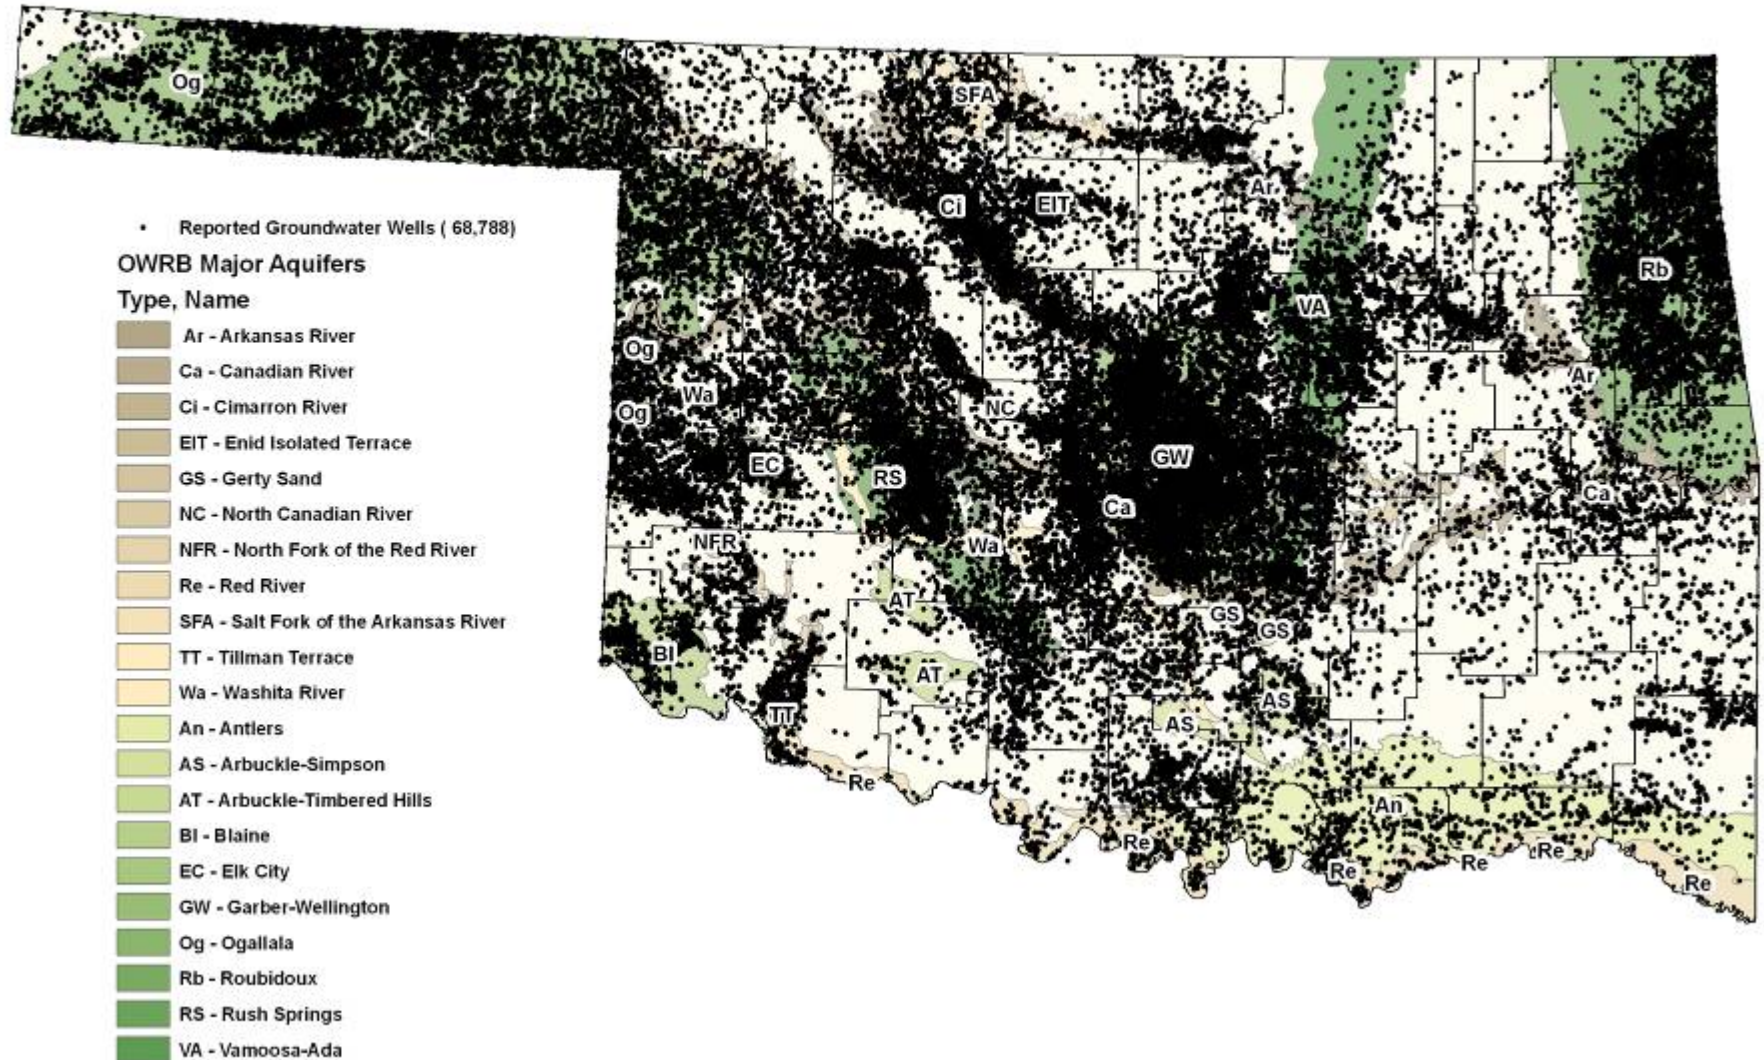 Og
SFA
Ar
Ci
EIT
Reported Groundwater Wells ( 68,788)
OWRB Major Aquifers
Type, Name
Ar - Arkansas River
Ca - Canadian River
Ci - Cimarron River
EIT - Enid Isolated Terrace
GS - Gerty Sand
NC - North Canadian River
NFR - North Fork of the Red River
Re - Red River
SFA - Salt Fork of the Arkansas River
TT - Tillman Terrace
Wa - Washita River
An - Antlers
AS - Arbuckle-Simpson
AT - Arbuckle-Timbered Hills
Bl - Blaine
EC - Elk City
GW - Garber-Wellington
Og - Ogallala
Rb - Roubidoux
RS - Rush Springs
VA - Vamoosa-Ada
Rb
VA
Og
Ar
Wa
Og
NC
GW
EC
RS
Ca
Ca
NFR
Wa
AT
GS
GS
Bl
AT
AS
TT
AS
Re
An
Re
Re
Re
Re
Re